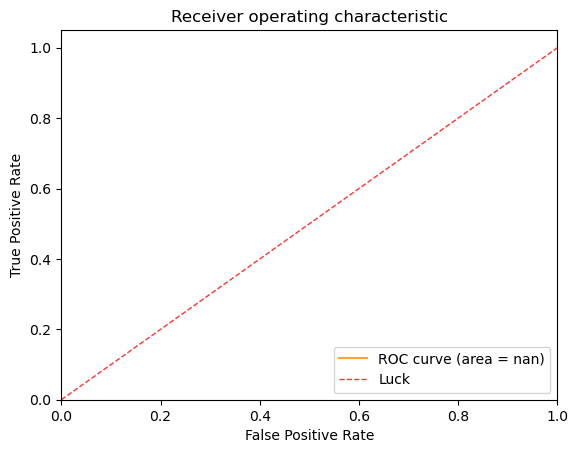 Receiver operating characteristic
True Positive Rate
1.0
0.8
0.6
0.4
0.2
0.0
ROC curve (area = nan)
Luck
0.0 0.2 0.4 0.6 0.8 1.0
False Positive Rate